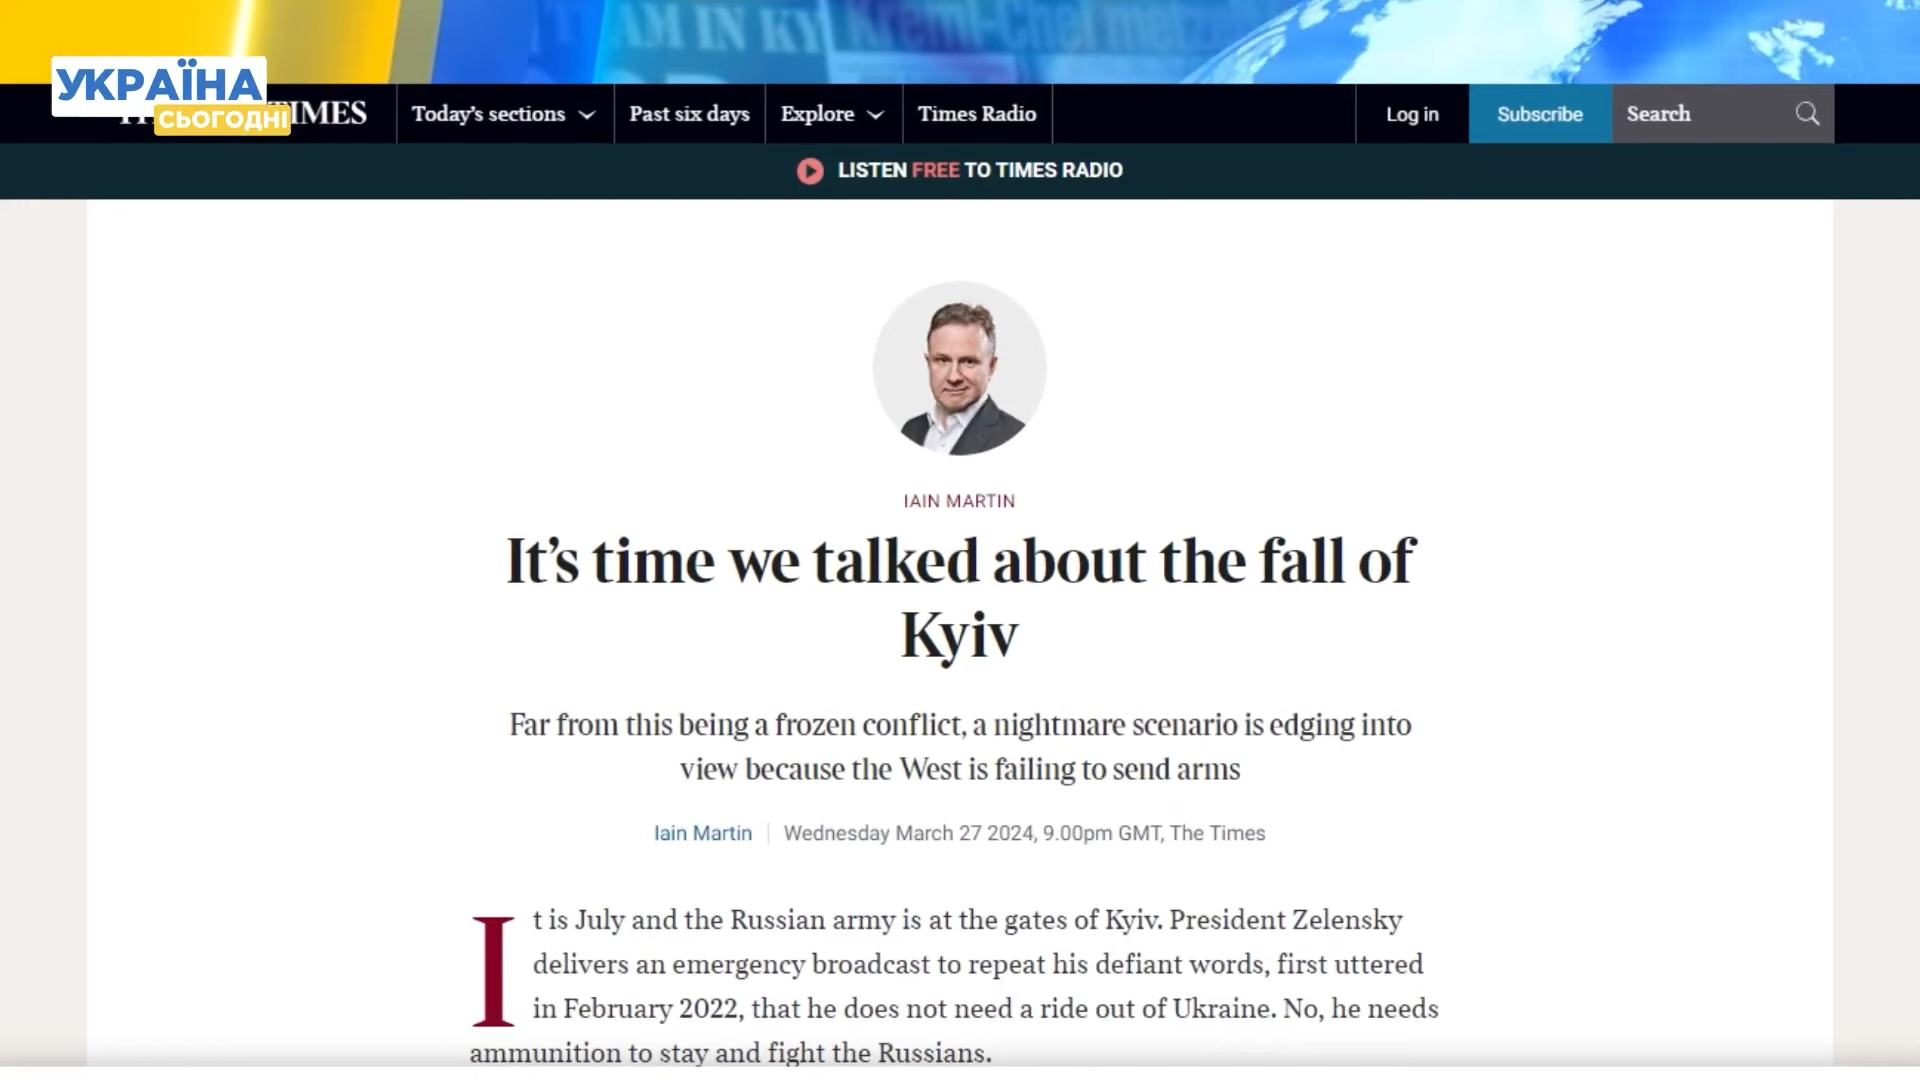 AM IN KY
Kreml-Chef
УКРАЇНА
СЬОГОДНІ
TIMES
Today's sections
Past six days
Explore
Times Radio
Log in
Subscribe
Search
LISTEN FREE TO TIMES RADIO
IAIN MARTIN
It’s time we talked about the fall of
Kyiv
Far from this being a frozen conflict, a nightmare scenario is edging into
view because the West is failing to send arms
Iain Martin
Wednesday March 27 2024, 9.00pm GMT, The Times
It is July and the Russian army is at the gates of Kyiv. President Zelensky
delivers an emergency broadcast to repeat his defiant words, first uttered
in February 2022, that he does not need a ride out of Ukraine. No, he needs
ammunition to stay and fight the Russians.